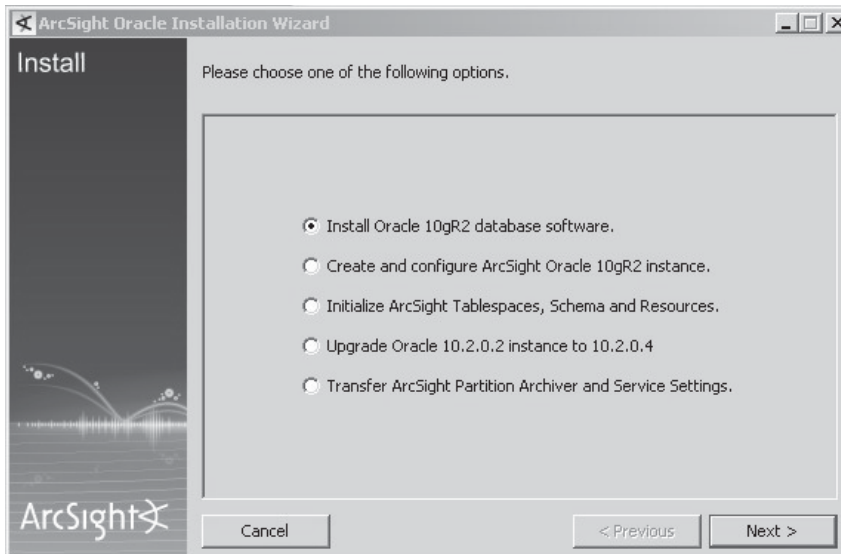 ArcSight Oracle Installation Wizard
Install
Please choose one of the following options.
Install Oracle 10gR2 database software.
Create and configure ArcSight Oracle 10gR2 instance.
Initialize ArcSight Tablespaces, Schema and Resources.
Upgrade Oracle 10.2.0.2 instance to 10.2.0.4
Transfer ArcSight Partition Archiver and Service Settings.
ArcSight
Cancel
< Previous
Next >